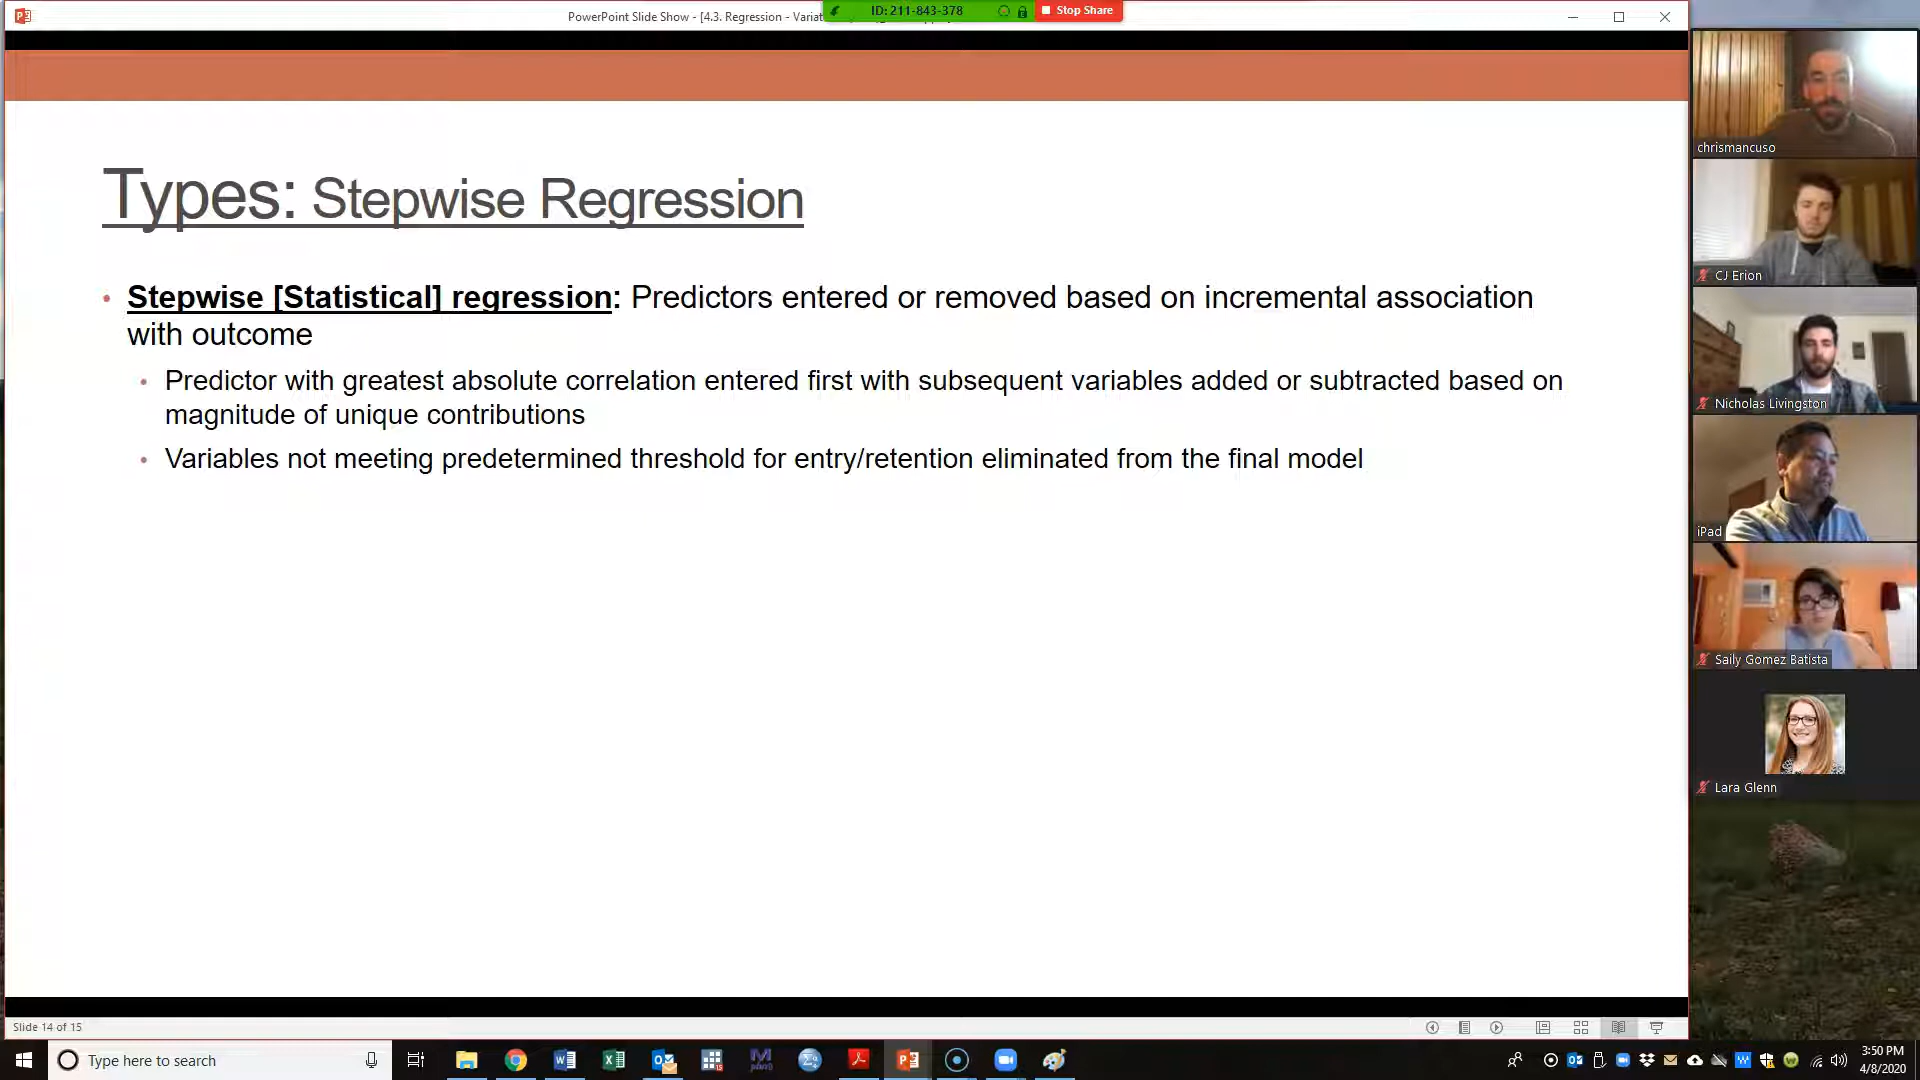 PowerPoint Slide Show - [4.3. Regression - Variat
ID: 211-843-378
Stop Share
Types: Stepwise Regression
• Stepwise [Statistical] regression: Predictors entered or removed based on incremental association
with outcome
• Predictor with greatest absolute correlation entered first with subsequent variables added or subtracted based on
magnitude of unique contributions
• Variables not meeting predetermined threshold for entry/retention eliminated from the final model
chrismancuso
CJ Erion
Nicholas Livingston
iPad
Saily Gomez Batista
Lara Glenn
Slide 14 of 15
Type here to search
3:50 PM
4/8/2020